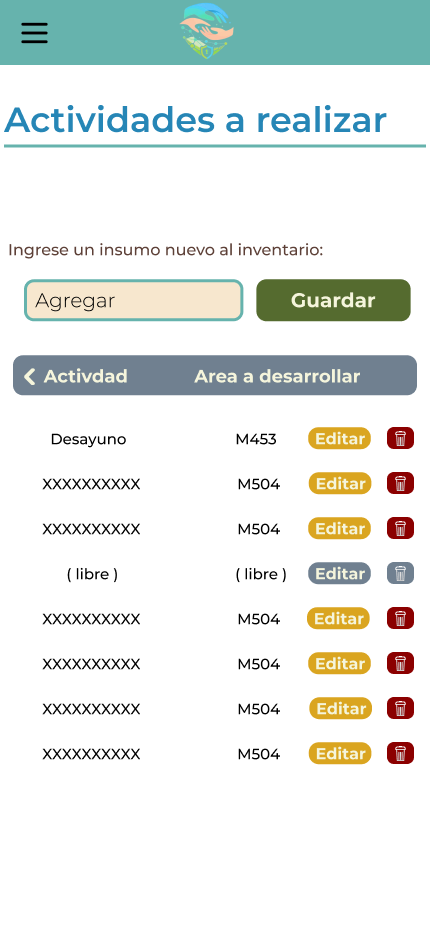 Actividades a realizar
Ingrese un insumo nuevo al inventario:
Agregar Guardar
Activdad Area a desarrollar
Desayuno M453 Editar
XXXXXXXXXX M504 Editar
XXXXXXXXXX M504 Editar
( libre ) ( libre ) Editar
XXXXXXXXXX M504 Editar
XXXXXXXXXX M504 Editar
XXXXXXXXXX M504 Editar
XXXXXXXXXX M504 Editar